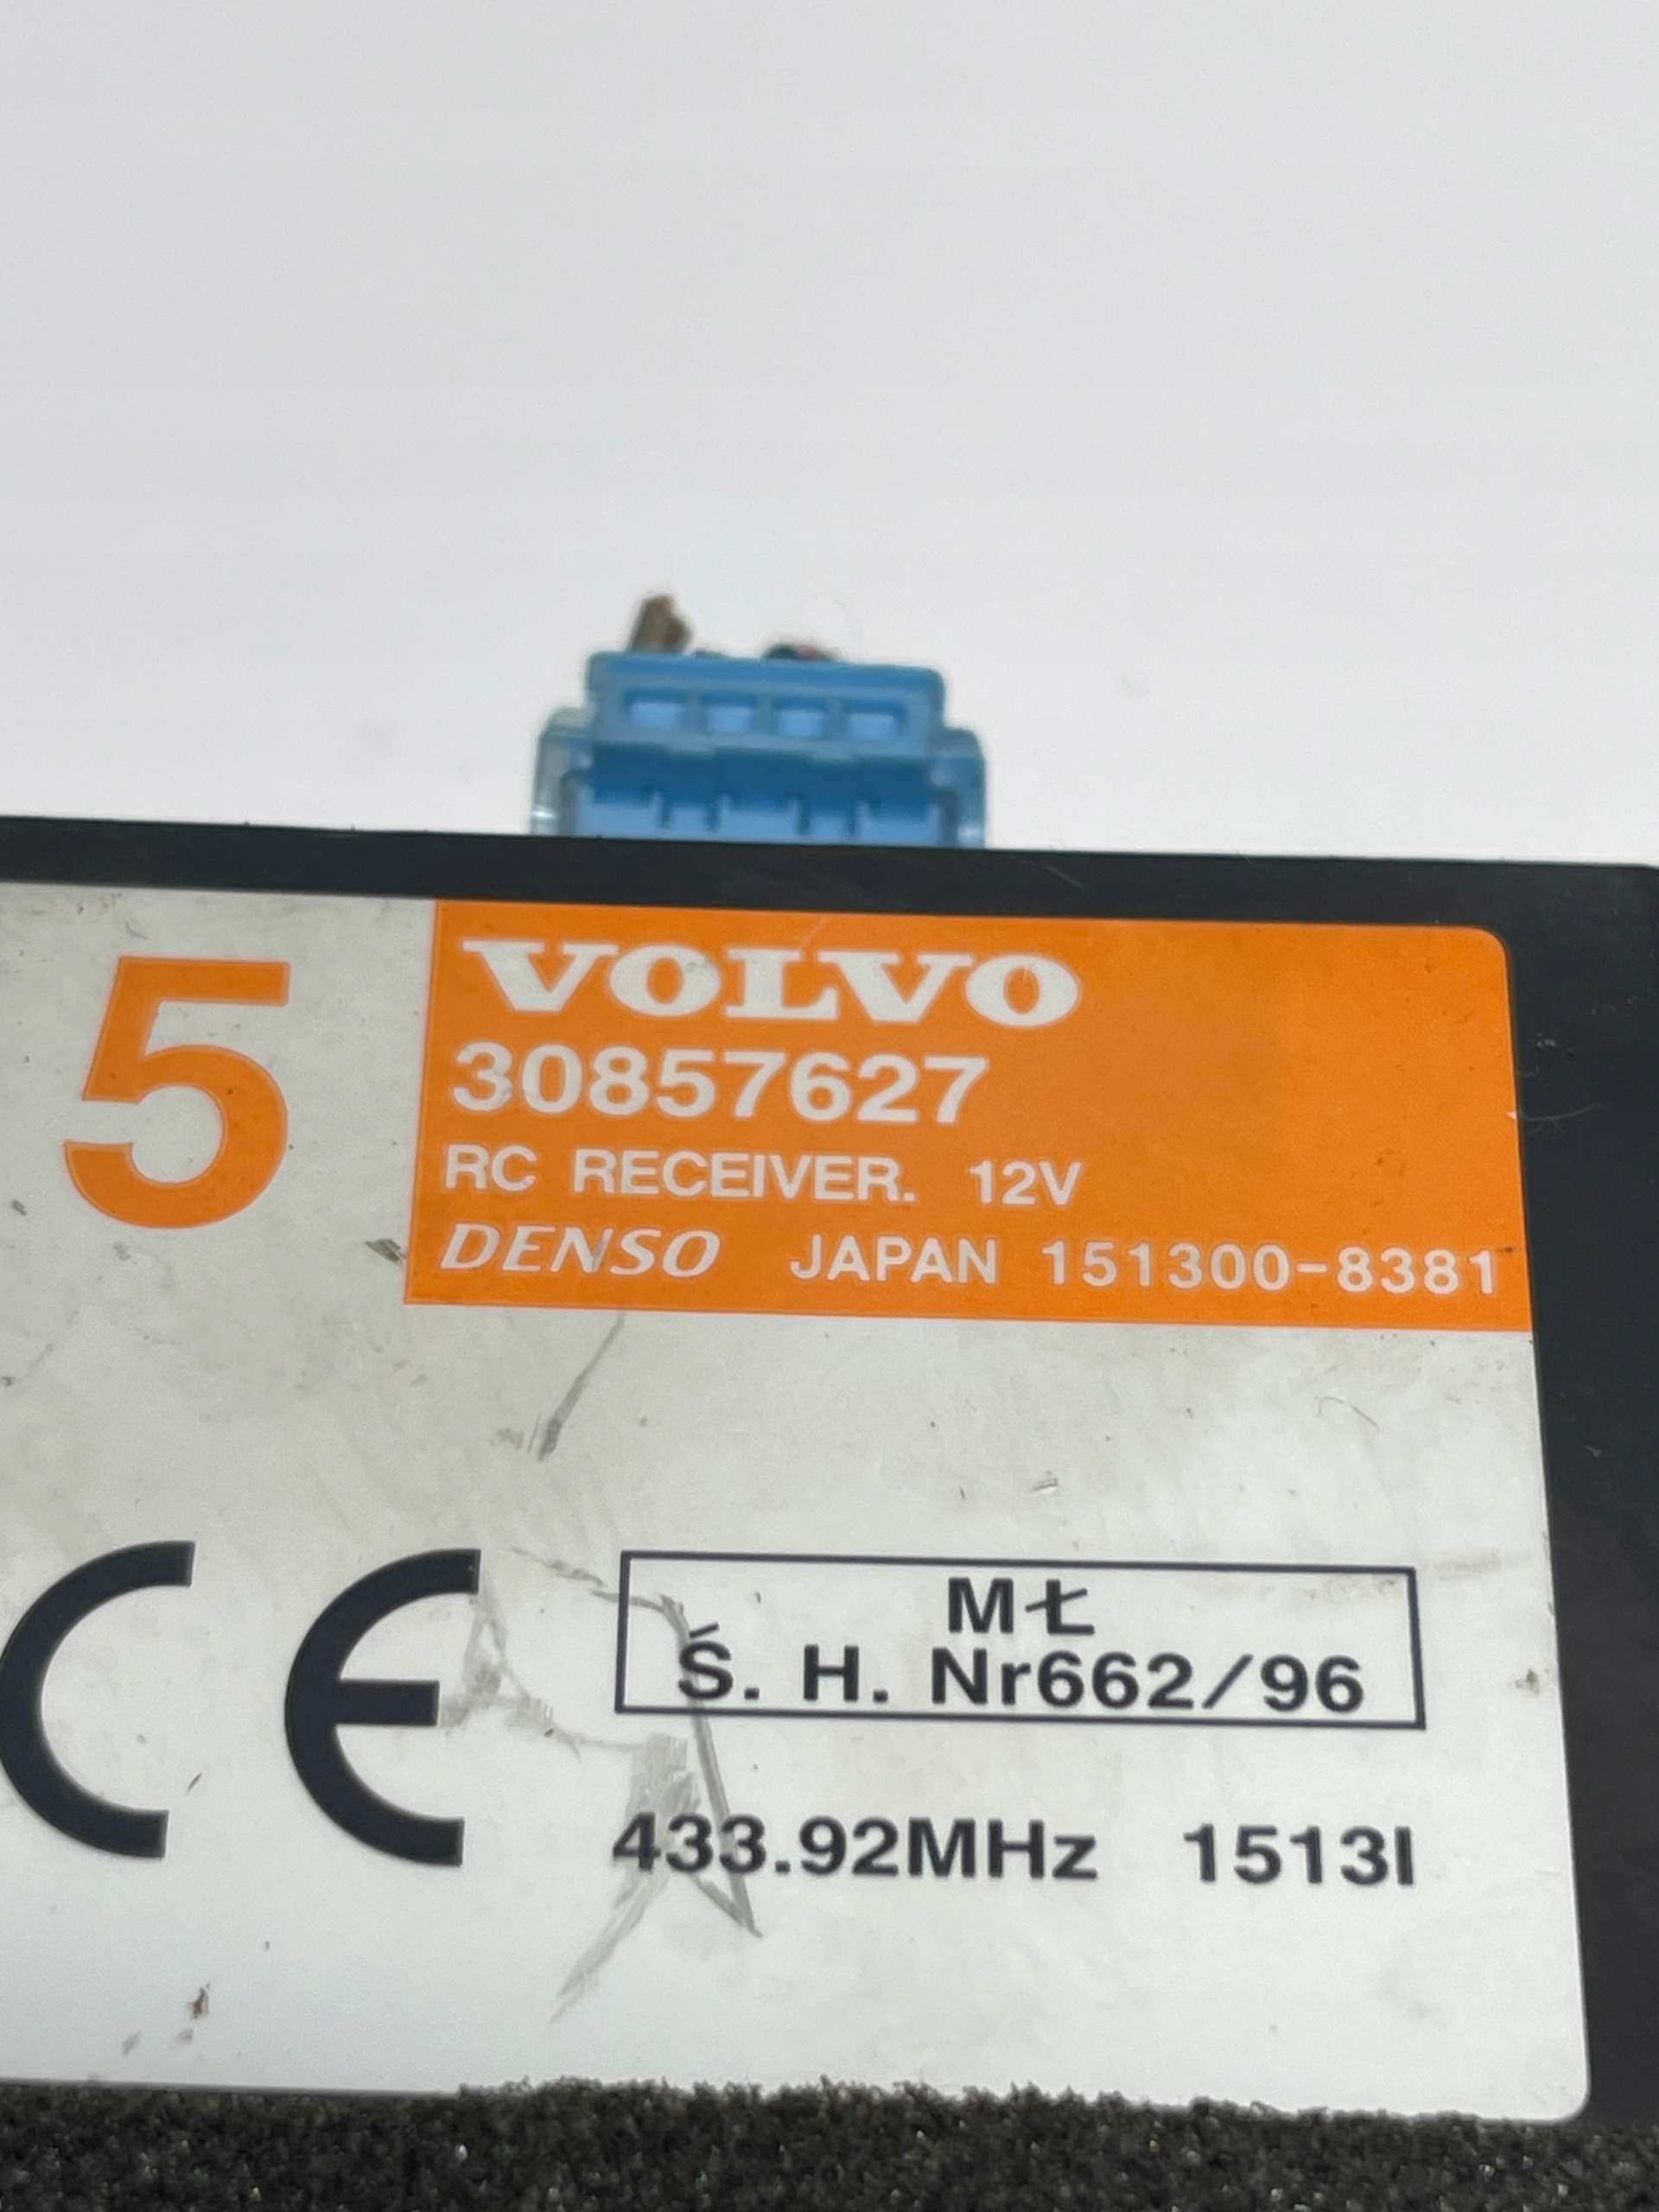 5
VOLVO
30857627
RC RECEIVER. 12V
DENSO JAPAN 151300-8381
CE
MŁ
Ś. H. Nr662/96
433.92MHz 1513I